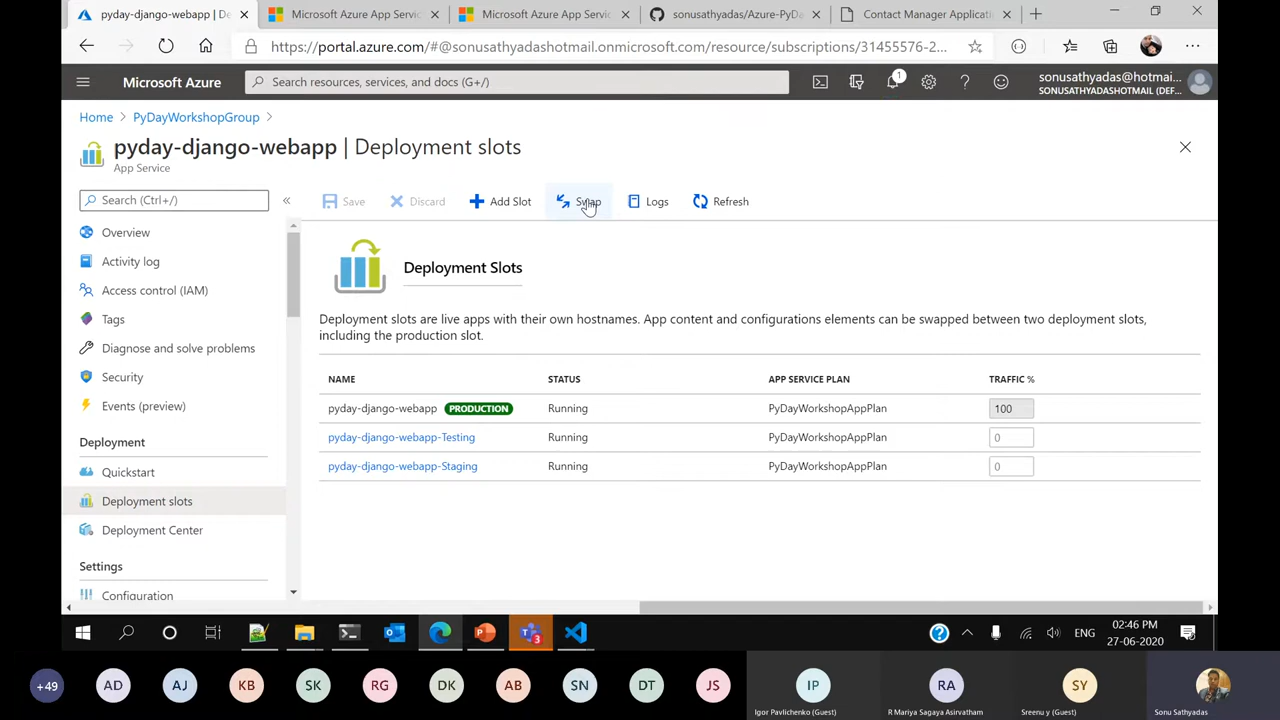 pyday-django-webapp | De
Microsoft Azure App Servic
Microsoft Azure App Servic
sonusathyadas/Azure-PyDa
Contact Manager Applicati
https://portal.azure.com/#@sonusathyadashotmail.onmicrosoft.com/resource/subscriptions/31455576-2...
Microsoft Azure
Search resources, services, and docs (G+/)
1
sonusathyadas@hotmai...
SONUSATHYADASHOTMAIL (DEF...
Home > PyDayWorkshopGroup >
pyday-django-webapp | Deployment slots
App Service
Search (Ctrl+/)
«
Save
Discard
Add Slot
Swap
Logs
Refresh
Overview
Activity log
Access control (IAM)
Tags
Diagnose and solve problems
Security
Events (preview)
Deployment
Quickstart
Deployment slots
Deployment Center
Settings
Configuration
Deployment Slots
Deployment slots are live apps with their own hostnames. App content and configurations elements can be swapped between two deployment slots,
including the production slot.
NAME STATUS APP SERVICE PLAN TRAFFIC %
pyday-django-webapp PRODUCTION Running PyDayWorkshopAppPlan 100
pyday-django-webapp-Testing Running PyDayWorkshopAppPlan 0
pyday-django-webapp-Staging Running PyDayWorkshopAppPlan 0
3
ENG
02:46 PM
27-06-2020
+49
AD
AJ
KB
SK
RG
DK
AB
SN
DT
JS
IP
Igor Pavlichenko (Guest)
RA
R Mariya Sagaya Asirvatham
SY
Sreenu y (Guest)
Sonu Sathyadas